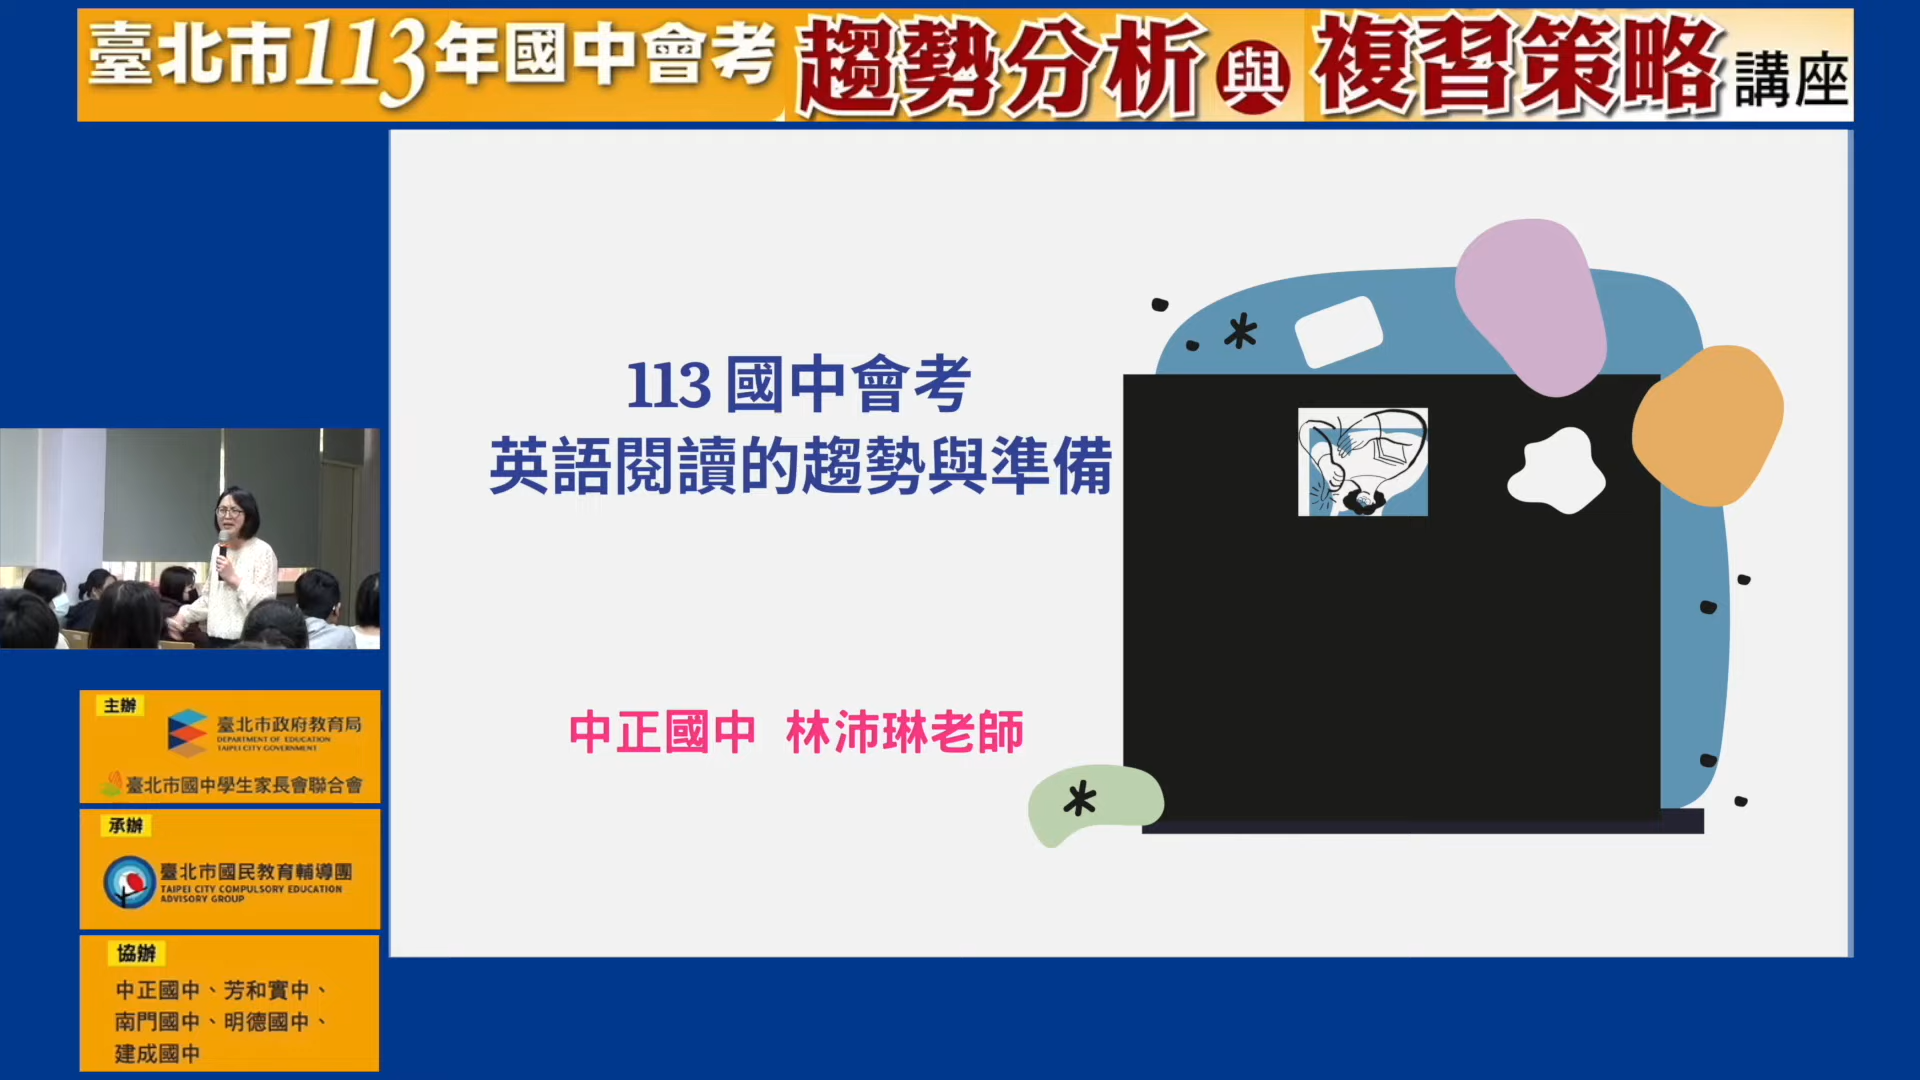 臺北市113年國中會考 趨勢分析與複習策略講座
113 國中會考
英語閱讀的趨勢與準備
中正國中 林沛琳老師
主辦
臺北市政府教育局
DEPARTMENT OF EDUCATION
TAIPEI CITY GOVERNMENT
臺北市國中學生家長會聯合會
承辦
臺北市國民教育輔導團
TAIPEI CITY COMPULSORY EDUCATION
ADVISORY GROUP
協辦
中正國中、芳和實中、
南門國中、明德國中、
建成國中